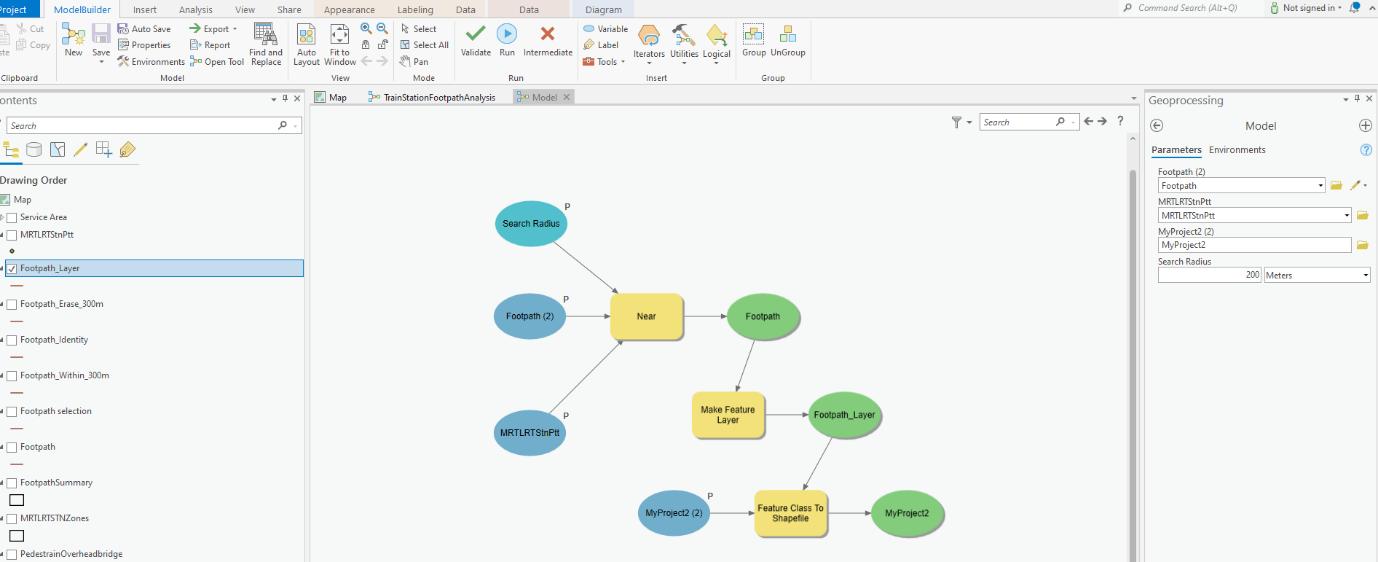 Project ModelBuilder Insert Analysis View Share Appearance Labeling Data Data Diagram Command Search (Alt+Q) Not signed in
Cut Auto Save Export Select Variable
Copy Properties Report Select All Label
Environments Open Tool Pan Tools
New Save Find and Replace Auto Layout Fit to Window Validate Run Intermediate Iterators Utilities Logical Group UnGroup
Clipboard Model View Mode Run Insert Group
ontents Map TrainStationFootpathAnalysis Model Geoprocessing
Search
Search ?
Model
Parameters Environments ?
Drawing Order
Map
Service Area
MRTLRTStnPtt
Footpath_Layer
Footpath_Erase_300m
Footpath_Identity
Footpath_Within_300m
Footpath selection
Footpath
FootpathSummary
MRTLRTSTNZones
PedestrainOverheadbridge
P
Search Radius
P
Footpath (2)
Near
Footpath
P
MRTLRTStnPtt
Make Feature
Layer
Footpath_Layer
P
MyProject2 (2)
Feature Class To
Shapefile
MyProject2
Footpath (2)
Footpath
MRTLRTStnPtt
MRTLRTStnPtt
MyProject2 (2)
MyProject2
Search Radius
200 Meters